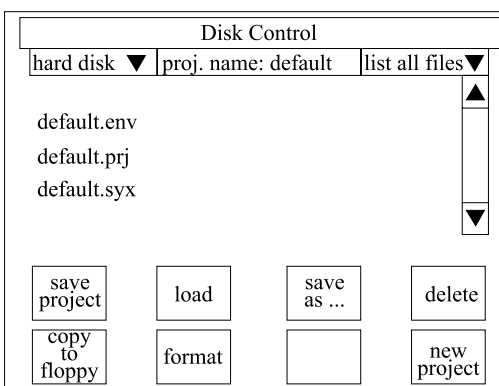 Disk Control
hard disk ▼ proj. name: default list all files ▼
default.env
default.prj
default.syx
save project
load
save as ...
delete
copy to floppy
format
new project